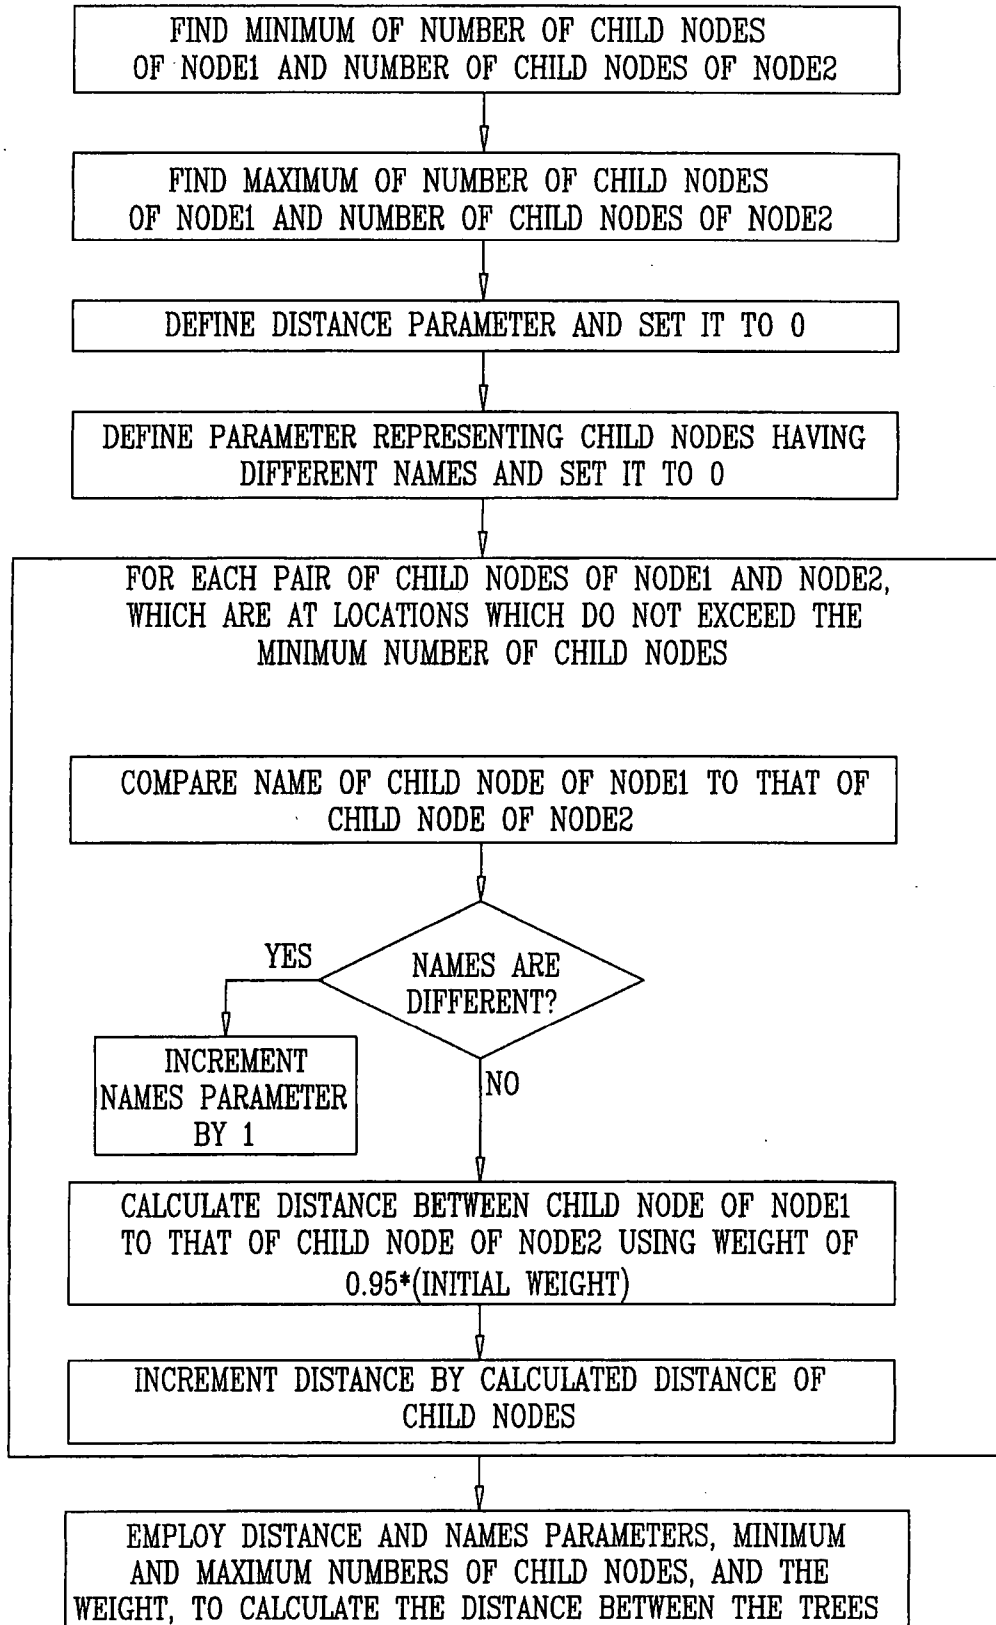 FIND MINIMUM OF NUMBER OF CHILD NODES
OF NODE1 AND NUMBER OF CHILD NODES OF NODE2
FIND MAXIMUM OF NUMBER OF CHILD NODES
OF NODE1 AND NUMBER OF CHILD NODES OF NODE2
DEFINE DISTANCE PARAMETER AND SET IT TO 0
DEFINE PARAMETER REPRESENTING CHILD NODES HAVING
DIFFERENT NAMES AND SET IT TO 0
FOR EACH PAIR OF CHILD NODES OF NODE1 AND NODE2,
WHICH ARE AT LOCATIONS WHICH DO NOT EXCEED THE
MINIMUM NUMBER OF CHILD NODES
COMPARE NAME OF CHILD NODE OF NODE1 TO THAT OF
CHILD NODE OF NODE2
NAMES ARE
DIFFERENT?
YES
INCREMENT
NAMES PARAMETER
BY 1
NO
CALCULATE DISTANCE BETWEEN CHILD NODE OF NODE1
TO THAT OF CHILD NODE OF NODE2 USING WEIGHT OF
0.95*(INITIAL WEIGHT)
INCREMENT DISTANCE BY CALCULATED DISTANCE OF
CHILD NODES
EMPLOY DISTANCE AND NAMES PARAMETERS, MINIMUM
AND MAXIMUM NUMBERS OF CHILD NODES, AND THE
WEIGHT, TO CALCULATE THE DISTANCE BETWEEN THE TREES